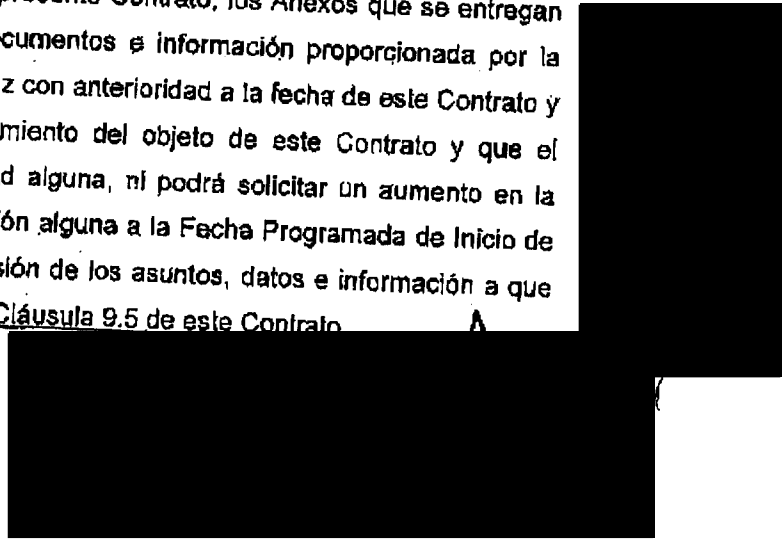 Contrato, los Anexos que se entregan
cumentos e información proporcionada por la
z con anterioridad a la fecha de este Contrato y
miento del objeto de este Contrato y que el
d alguna, ni podrá solicitar un aumento en la
ón alguna a la Fecha Programada de Inicio de
sión de los asuntos, datos e información a que
Cláusula 9.5 de este Contrato